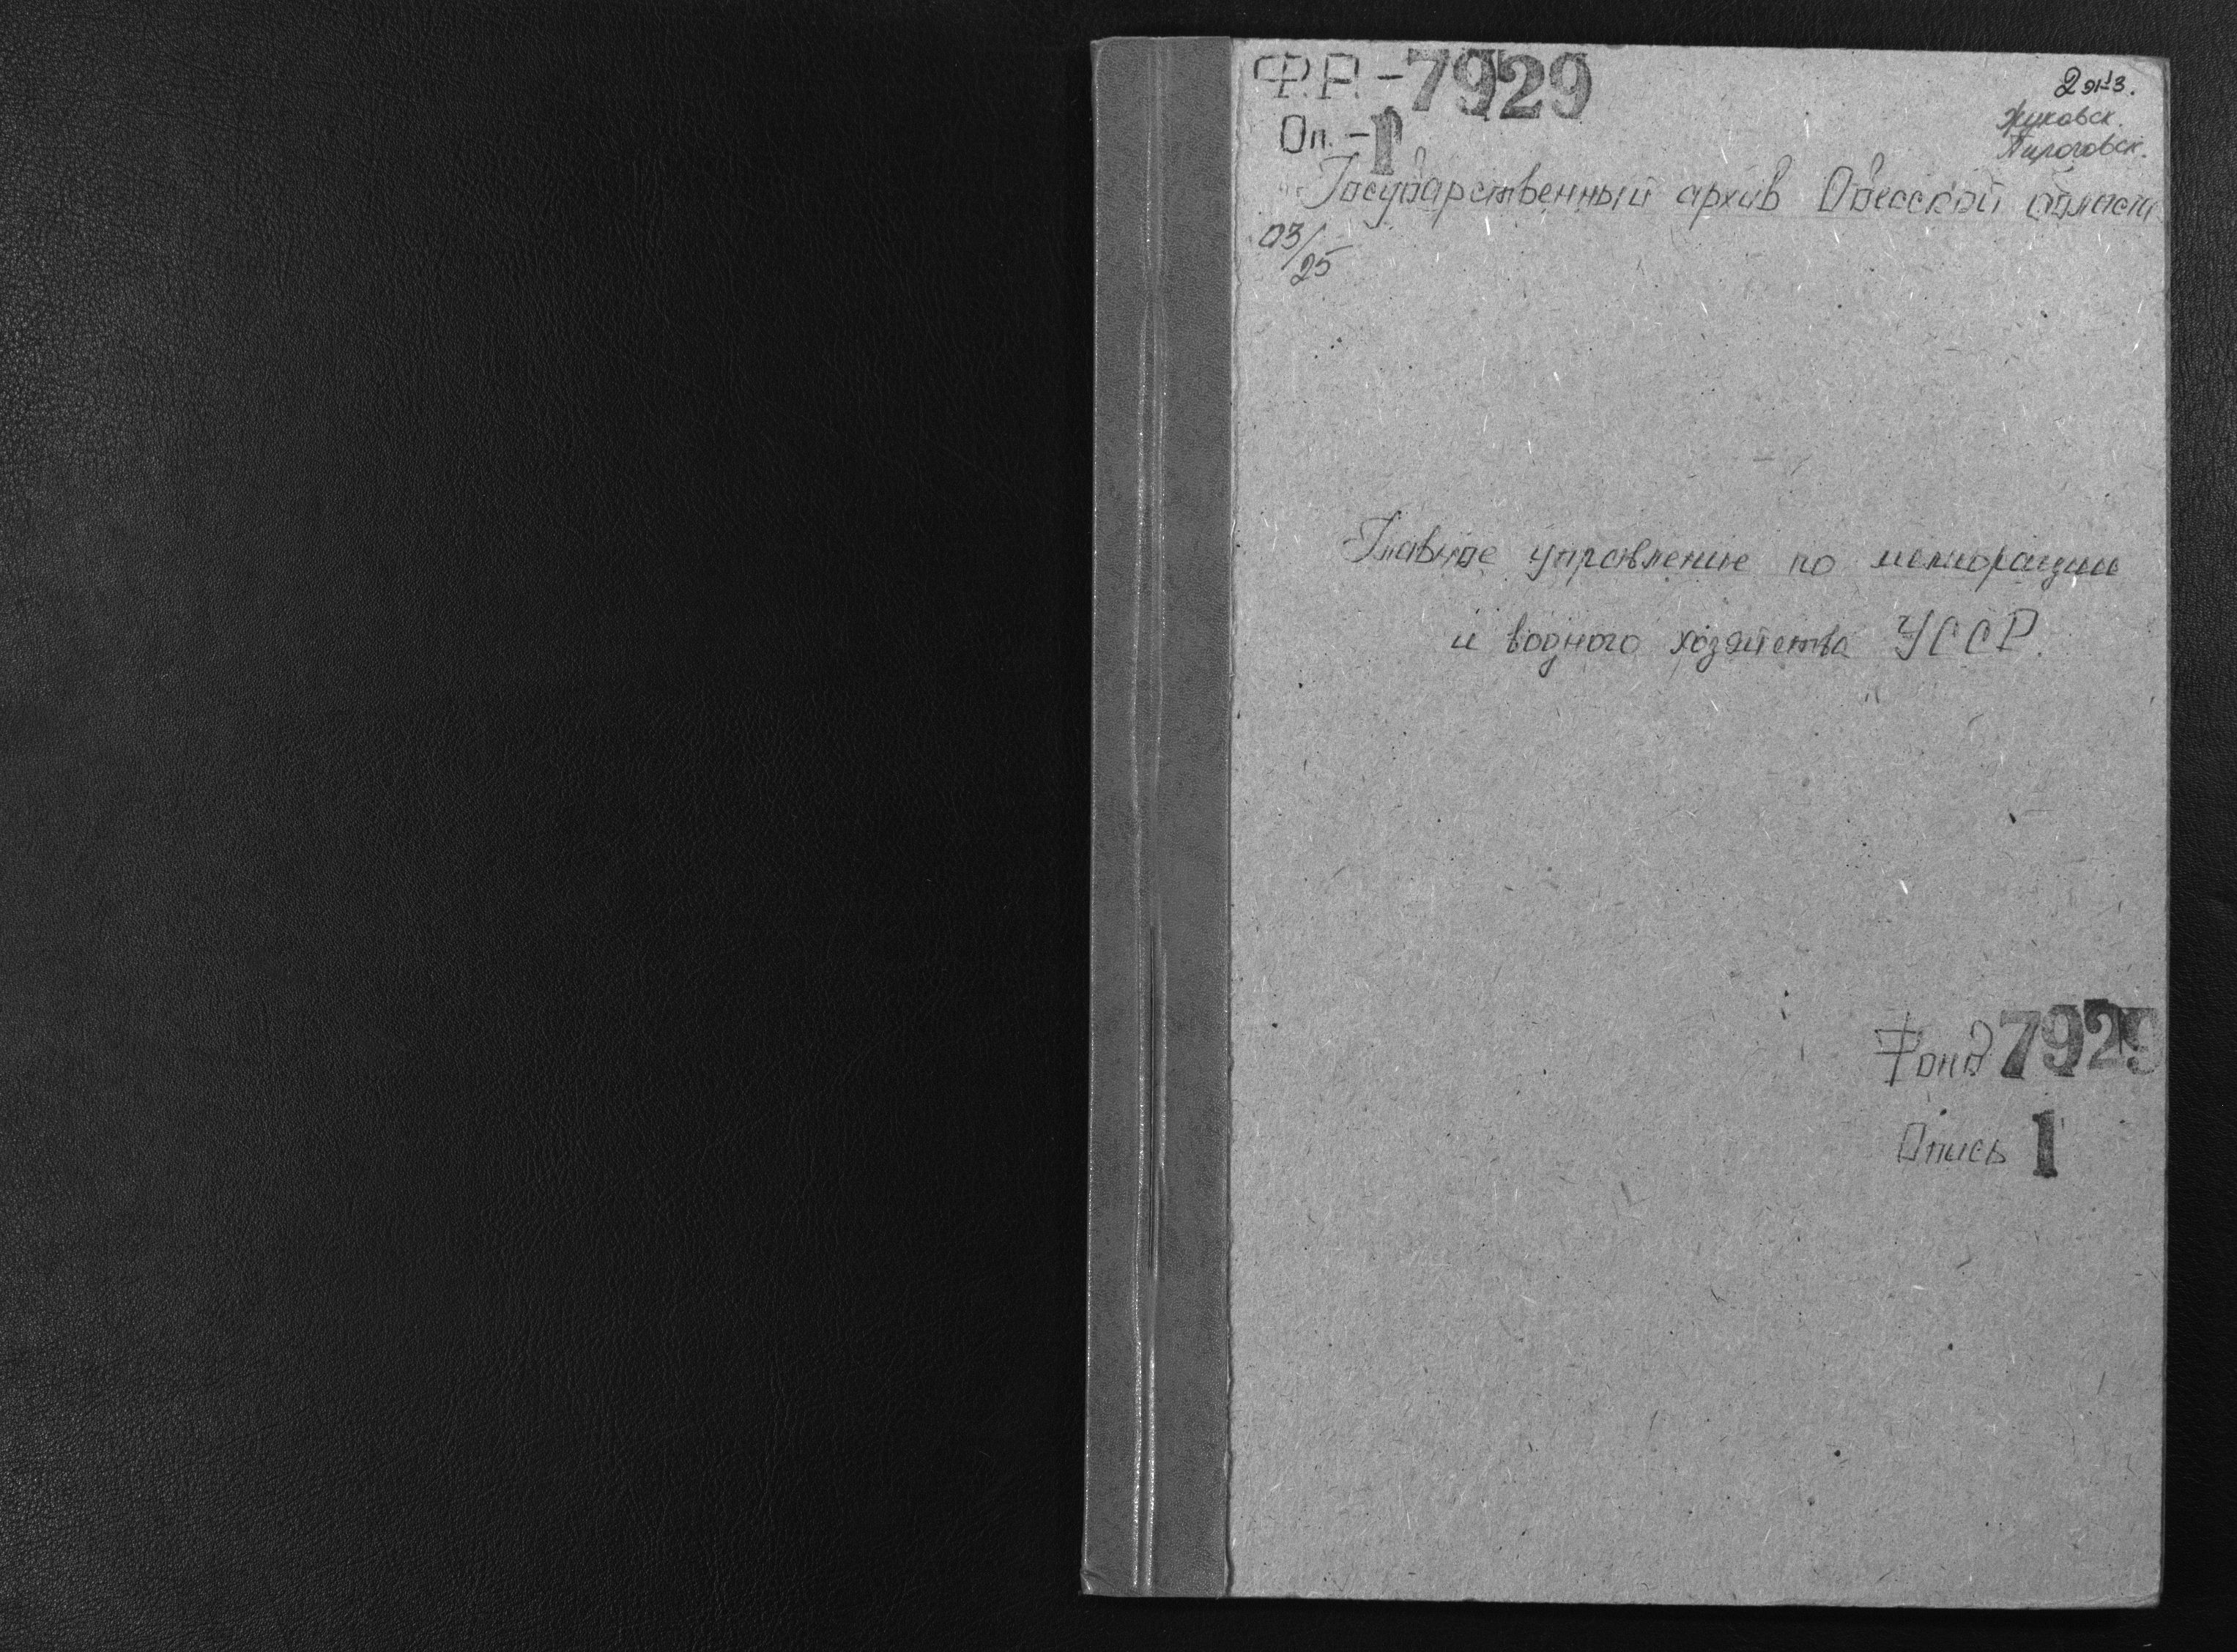 Ф.Р. - 7929
2 экз.
Жуковск.
Пироговск.
Оп. - 1
Государственный архив Одесской области
03/25
Главное управление по мелиорации
и водного хозяйства УССР.
Фонд 7929
Опись 1